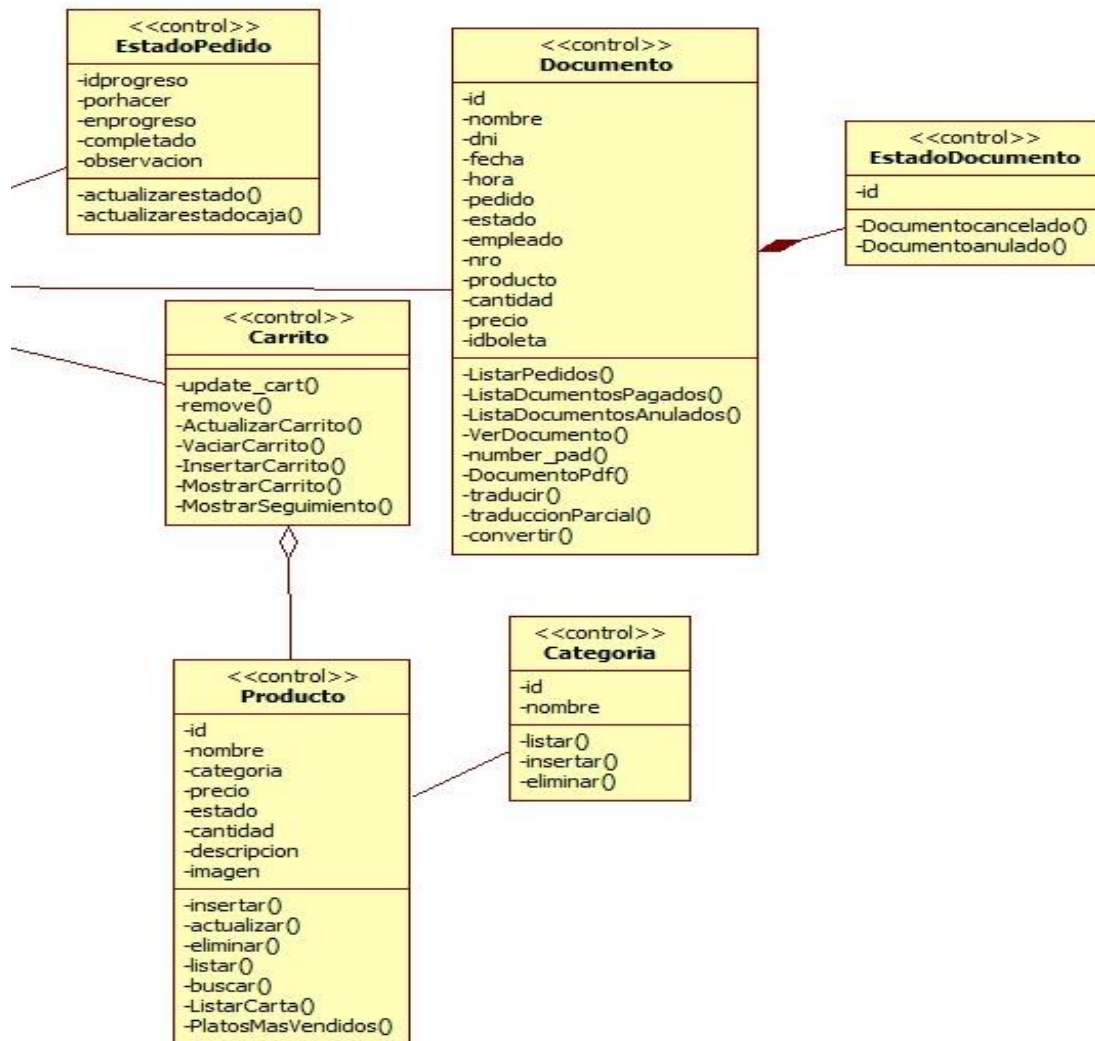 <<control>>
EstadoPedido
-idprogreso
-porhacer
-enprogreso
-completado
-observacion
-actualizarestado()
-actualizarestadocaja()
<<control>>
Documento
-id
-nombre
-dni
-fecha
-hora
-pedido
-estado
-empleado
-nro
-producto
-cantidad
-precio
-idboleta
-ListarPedidos()
-ListaDcumentosPagados()
-ListaDocumentosAnulados()
-VerDocumento()
-number_pad()
-DocumentoPdf()
-traducir()
-traduccionParcial()
-convertir()
<<control>>
EstadoDocumento
-id
-Documentocancelado()
-Documentoanulado()
<<control>>
Carrito
-update_cart()
-remove()
-ActualizarCarrito()
-VaciarCarrito()
-InsertarCarrito()
-MostrarCarrito()
-MostrarSeguimiento()
<<control>>
Producto
-id
-nombre
-categoria
-precio
-estado
-cantidad
-descripcion
-imagen
-insertar()
-actualizar()
-eliminar()
-listar()
-buscar()
-ListarCarta()
-PlatosMasVendidos()
<<control>>
Categoria
-id
-nombre
-listar()
-insertar()
-eliminar()